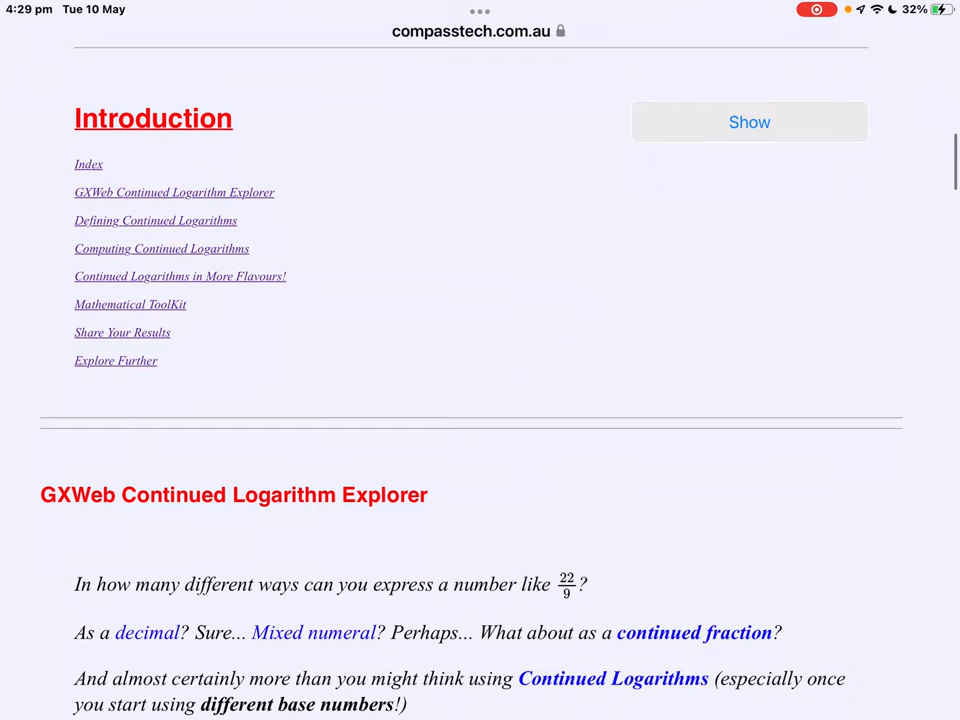 4:29 pm Tue 10 May
32%
compasstech.com.au
Introduction
Show
Index
GXWeb Continued Logarithm Explorer
Defining Continued Logarithms
Computing Continued Logarithms
Continued Logarithms in More Flavours!
Mathematical ToolKit
Share Your Results
Explore Further
GXWeb Continued Logarithm Explorer
In how many different ways can you express a number like 22/9?
As a decimal? Sure... Mixed numeral? Perhaps... What about as a continued fraction?
And almost certainly more than you might think using Continued Logarithms (especially once
you start using different base numbers!)